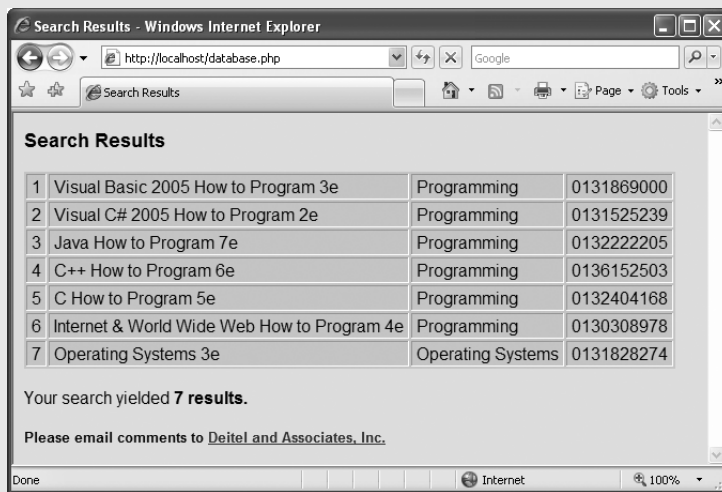 Search Results - Windows Internet Explorer
http://localhost/database.php
Google
Search Results
Page
Tools
»
Search Results
1 Visual Basic 2005 How to Program 3e Programming 0131869000
2 Visual C# 2005 How to Program 2e Programming 0131525239
3 Java How to Program 7e Programming 0132222205
4 C++ How to Program 6e Programming 0136152503
5 C How to Program 5e Programming 0132404168
6 Internet & World Wide Web How to Program 4e Programming 0130308978
7 Operating Systems 3e Operating Systems 0131828274
Your search yielded 7 results.
Please email comments to Deitel and Associates, Inc.
Done Internet 100%